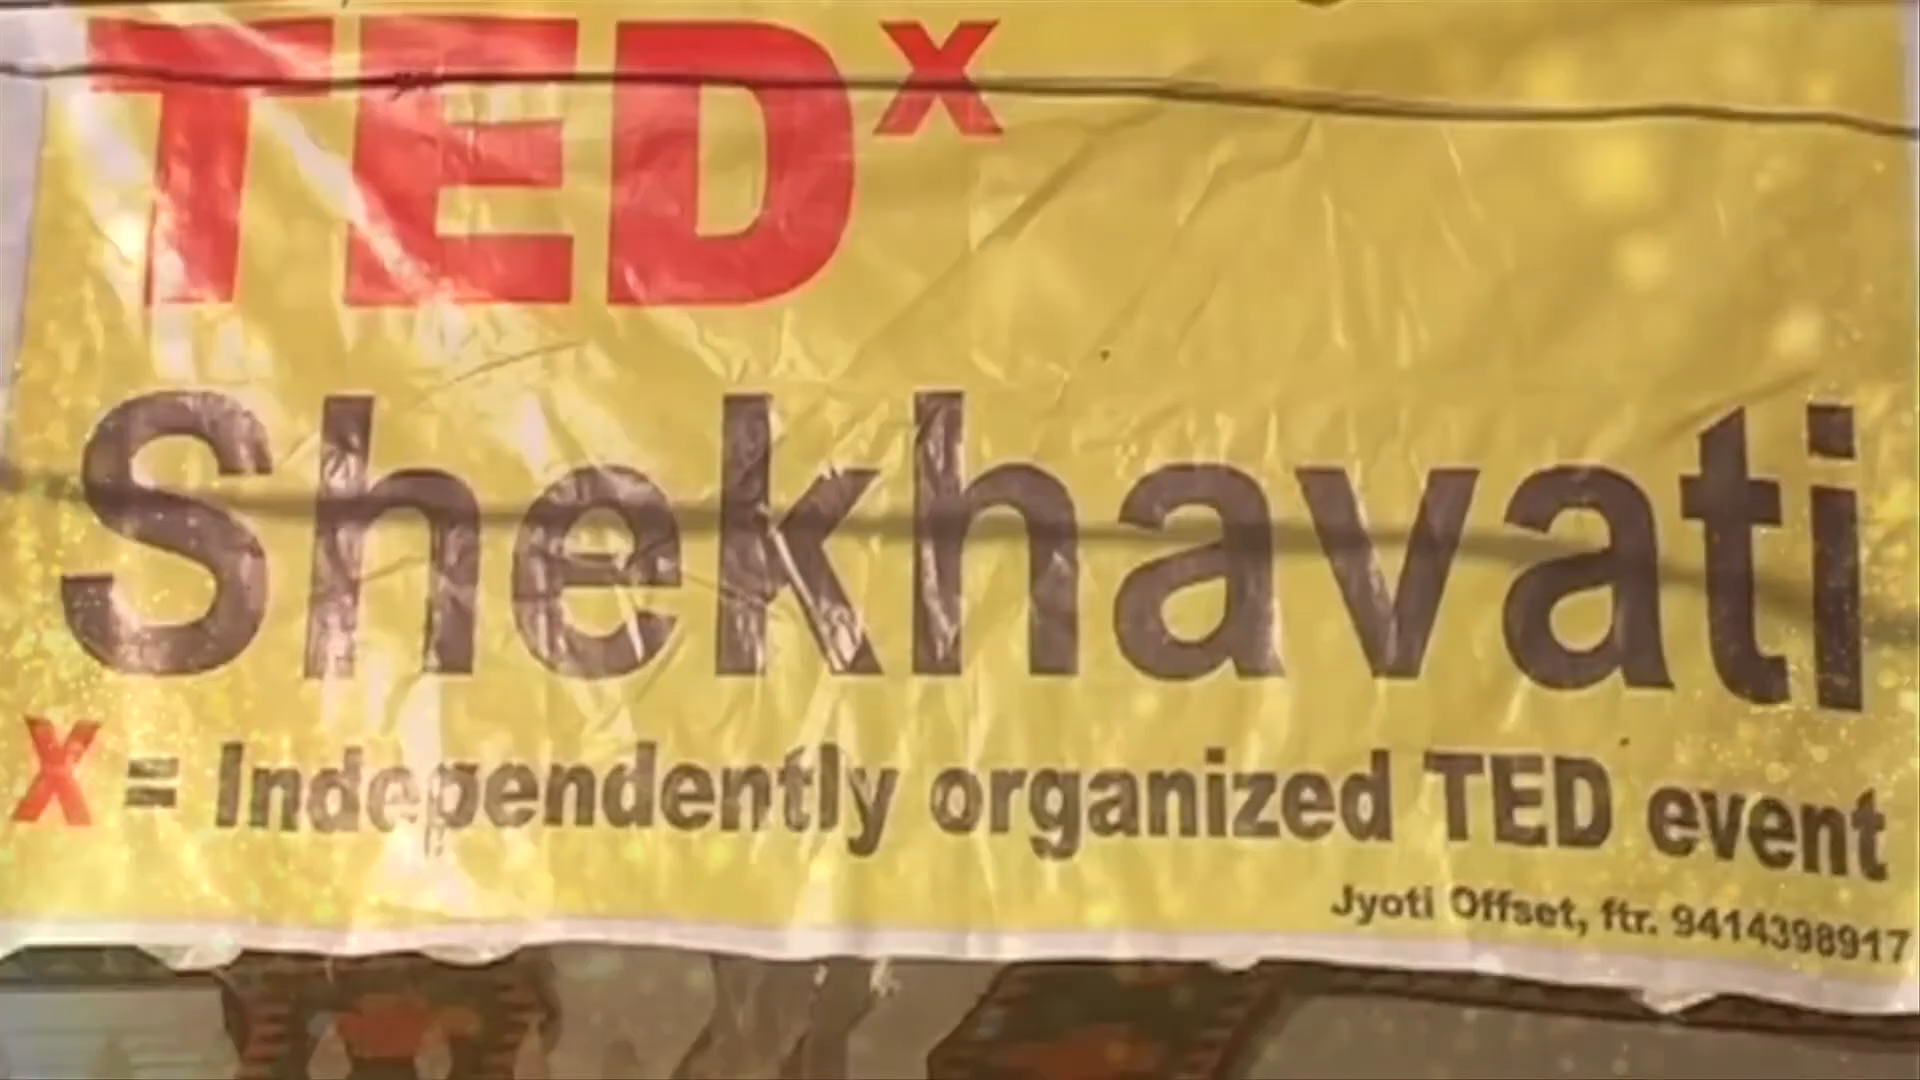 TEDx
Shekhavati
x = Independently organized TED event
Jyoti Offset, ftr. 9414398917